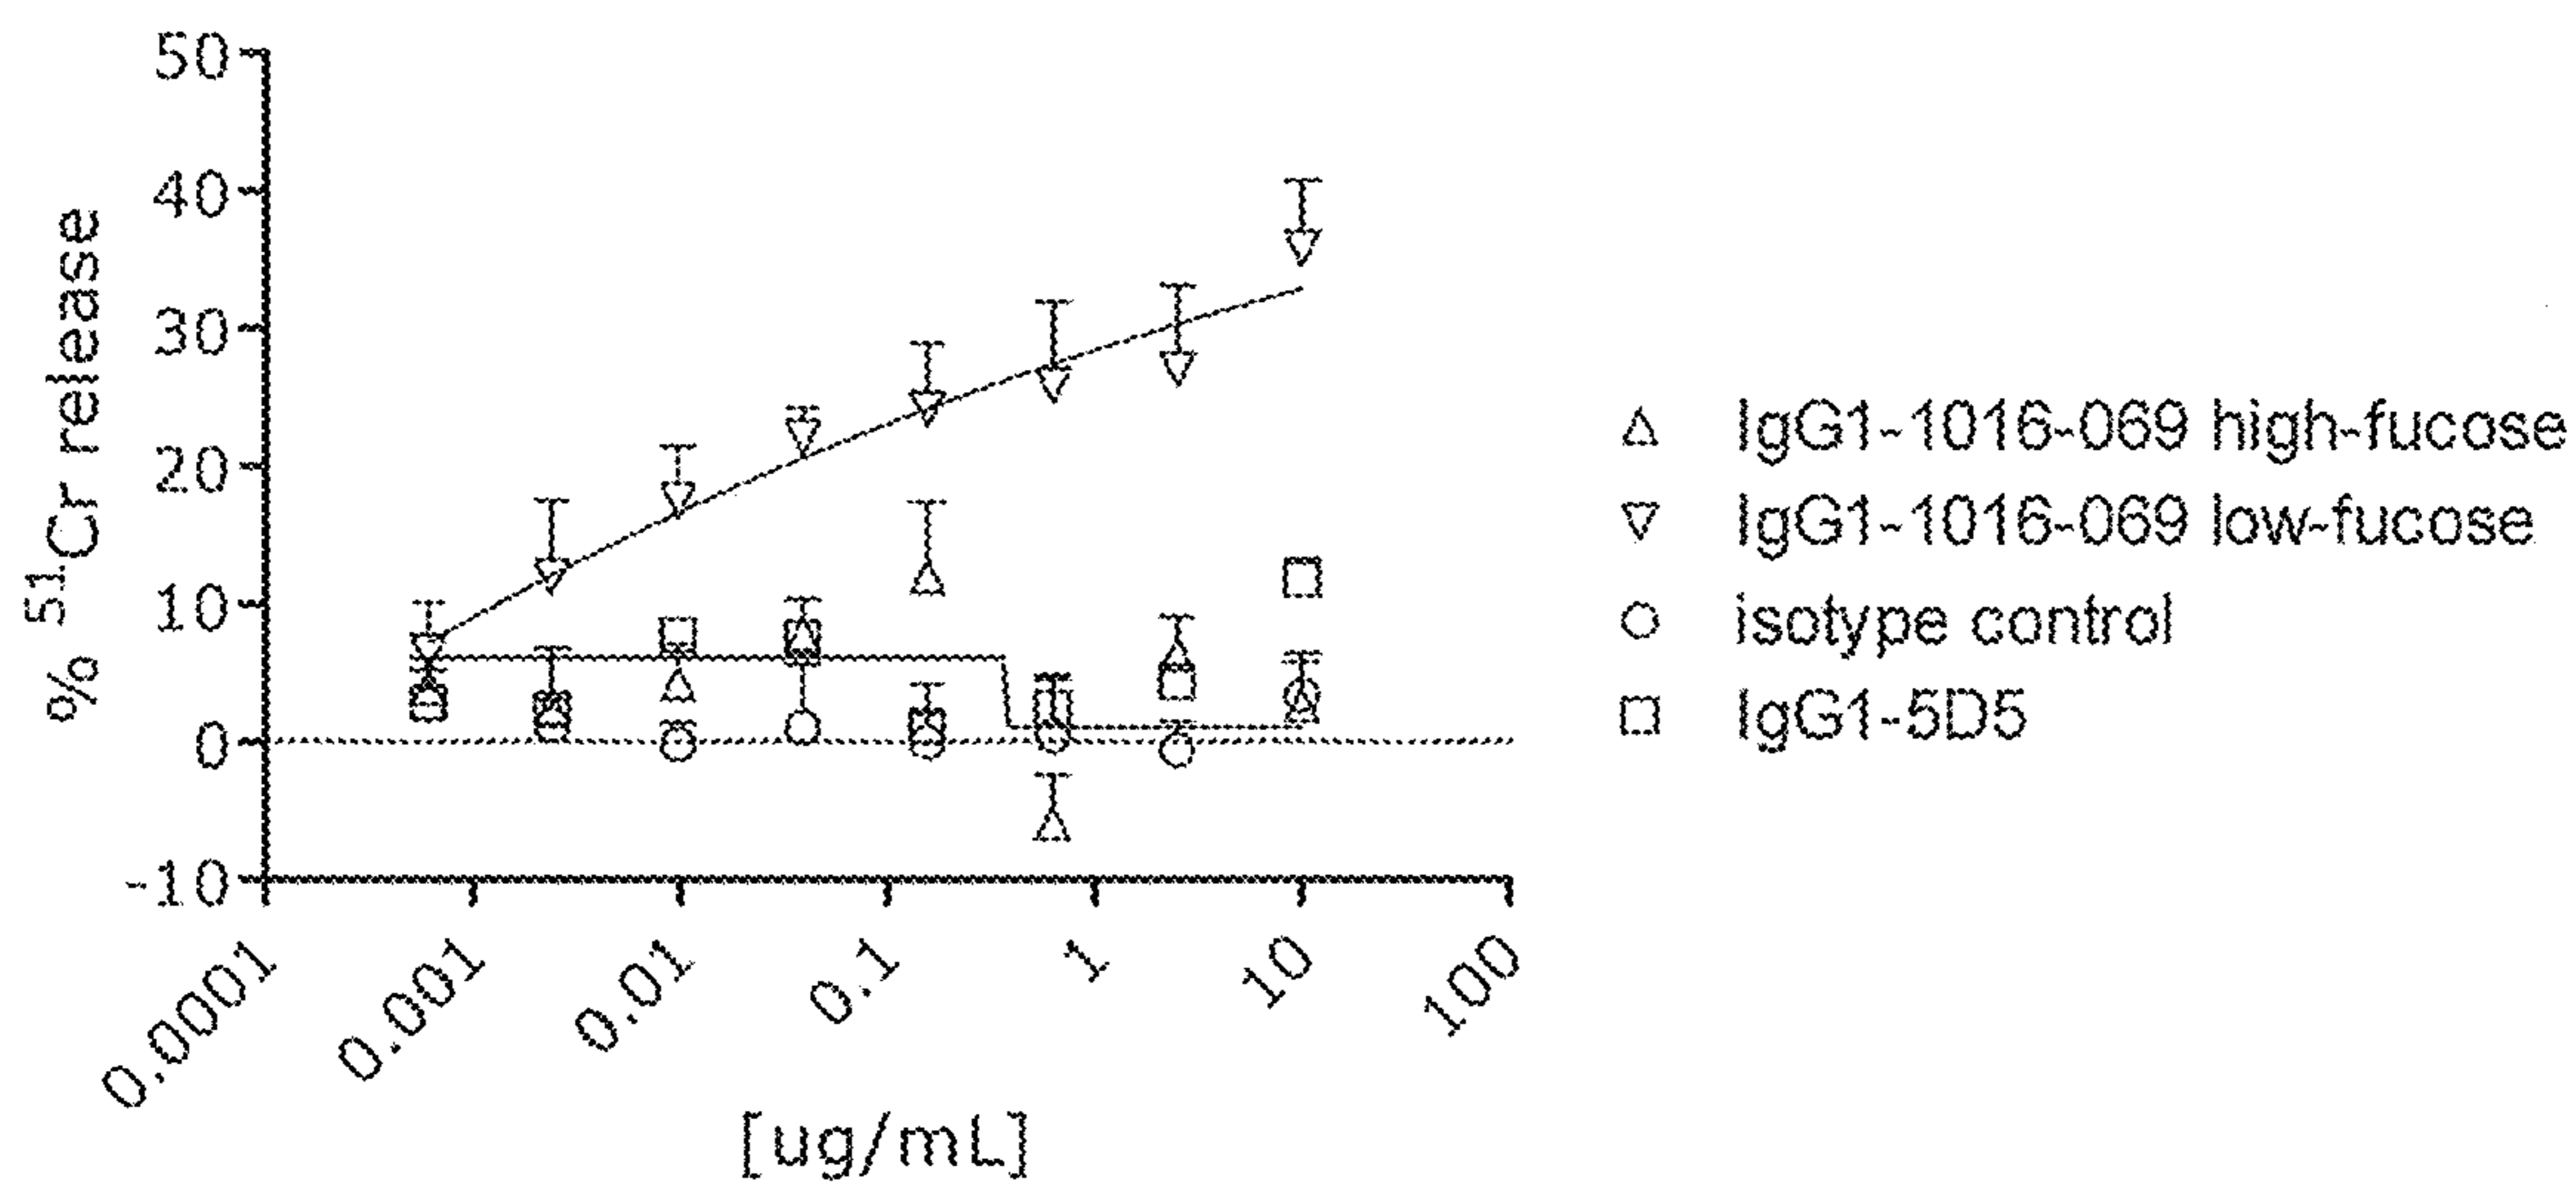 50
40
30
20
10
0
-10
% 51Cr release
0.0001
0.001
0.01
0.1
1
10
100
[ug/mL]
IgG1-1016-069 high-fucose
IgG1-1016-069 low-fucose
isotype control
IgG1-5D5